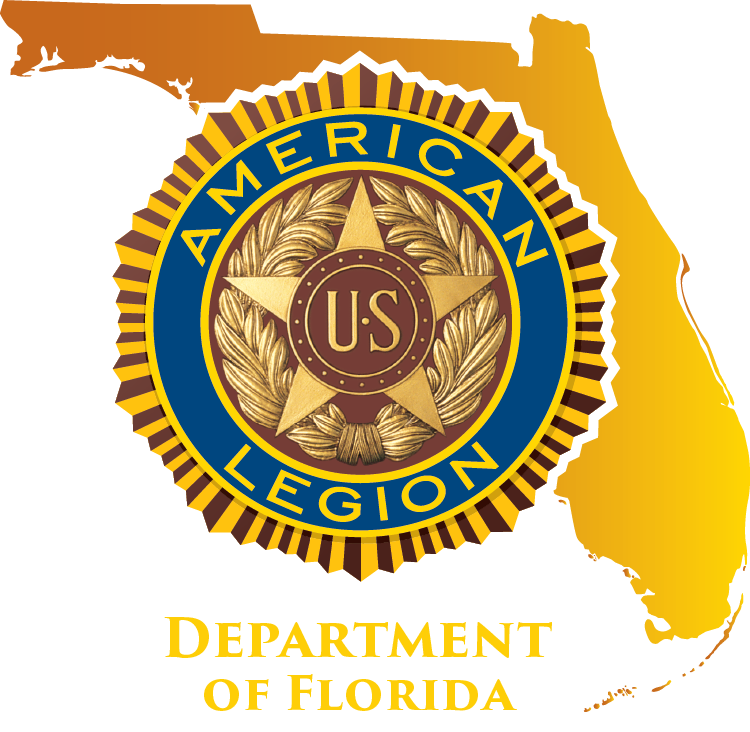 AMERICAN
U.S
LEGION
DEPARTMENT
OF FLORIDA